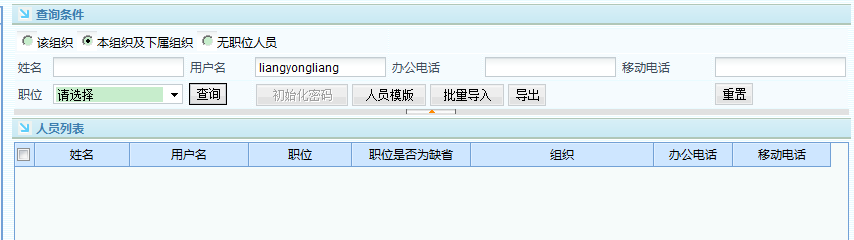 查询条件
该组织 本组织及下属组织 无职位人员
姓名 用户名 liangyongliang 办公电话 移动电话
职位 请选择 查询 初始化密码 人员模版 批量导入 导出 重置
人员列表
姓名 用户名 职位 职位是否为缺省 组织 办公电话 移动电话